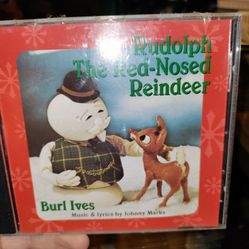 Rudolph
The Red-Nosed
Reindeer
Burl Ives
Music & lyrics by Johnny Marks